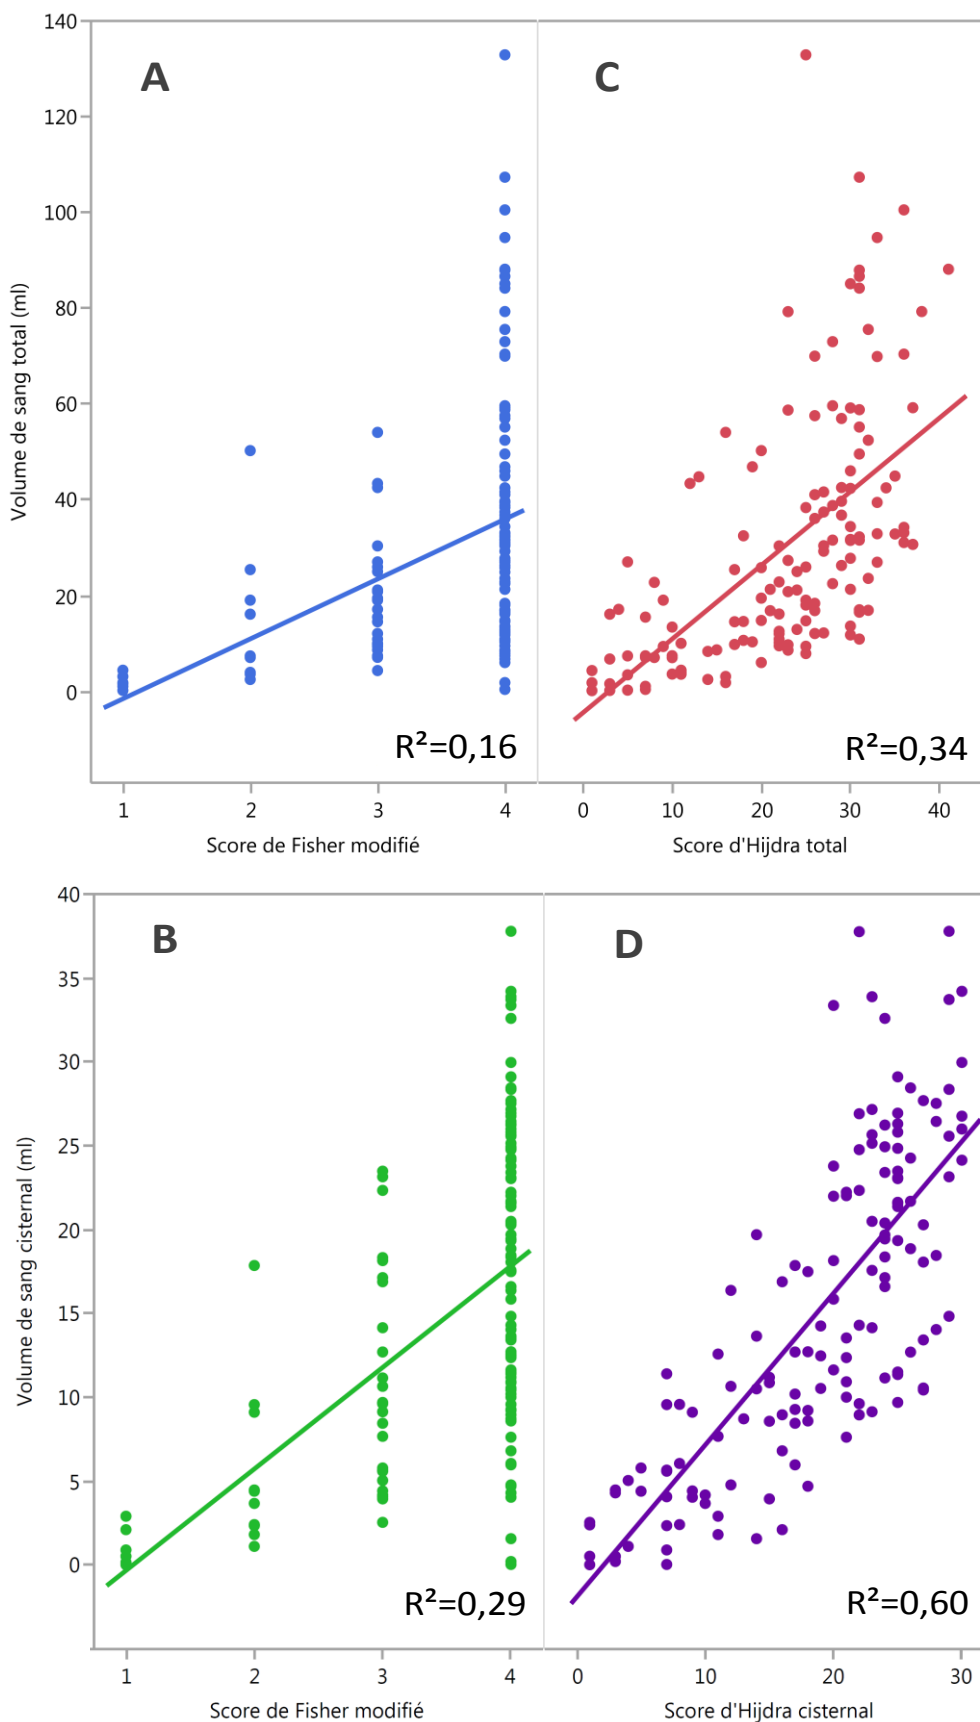 A
C
140
120
100
80
60
40
20
0
Volume de sang total (ml)
R²=0,16
R²=0,34
1 2 3 4
0 10 20 30 40
Score de Fisher modifié
Score d'Hijdra total
B
D
40
35
30
25
20
15
10
5
0
Volume de sang cisternal (ml)
R²=0,29
R²=0,60
1 2 3 4
0 10 20 30
Score de Fisher modifié
Score d'Hijdra cisternal